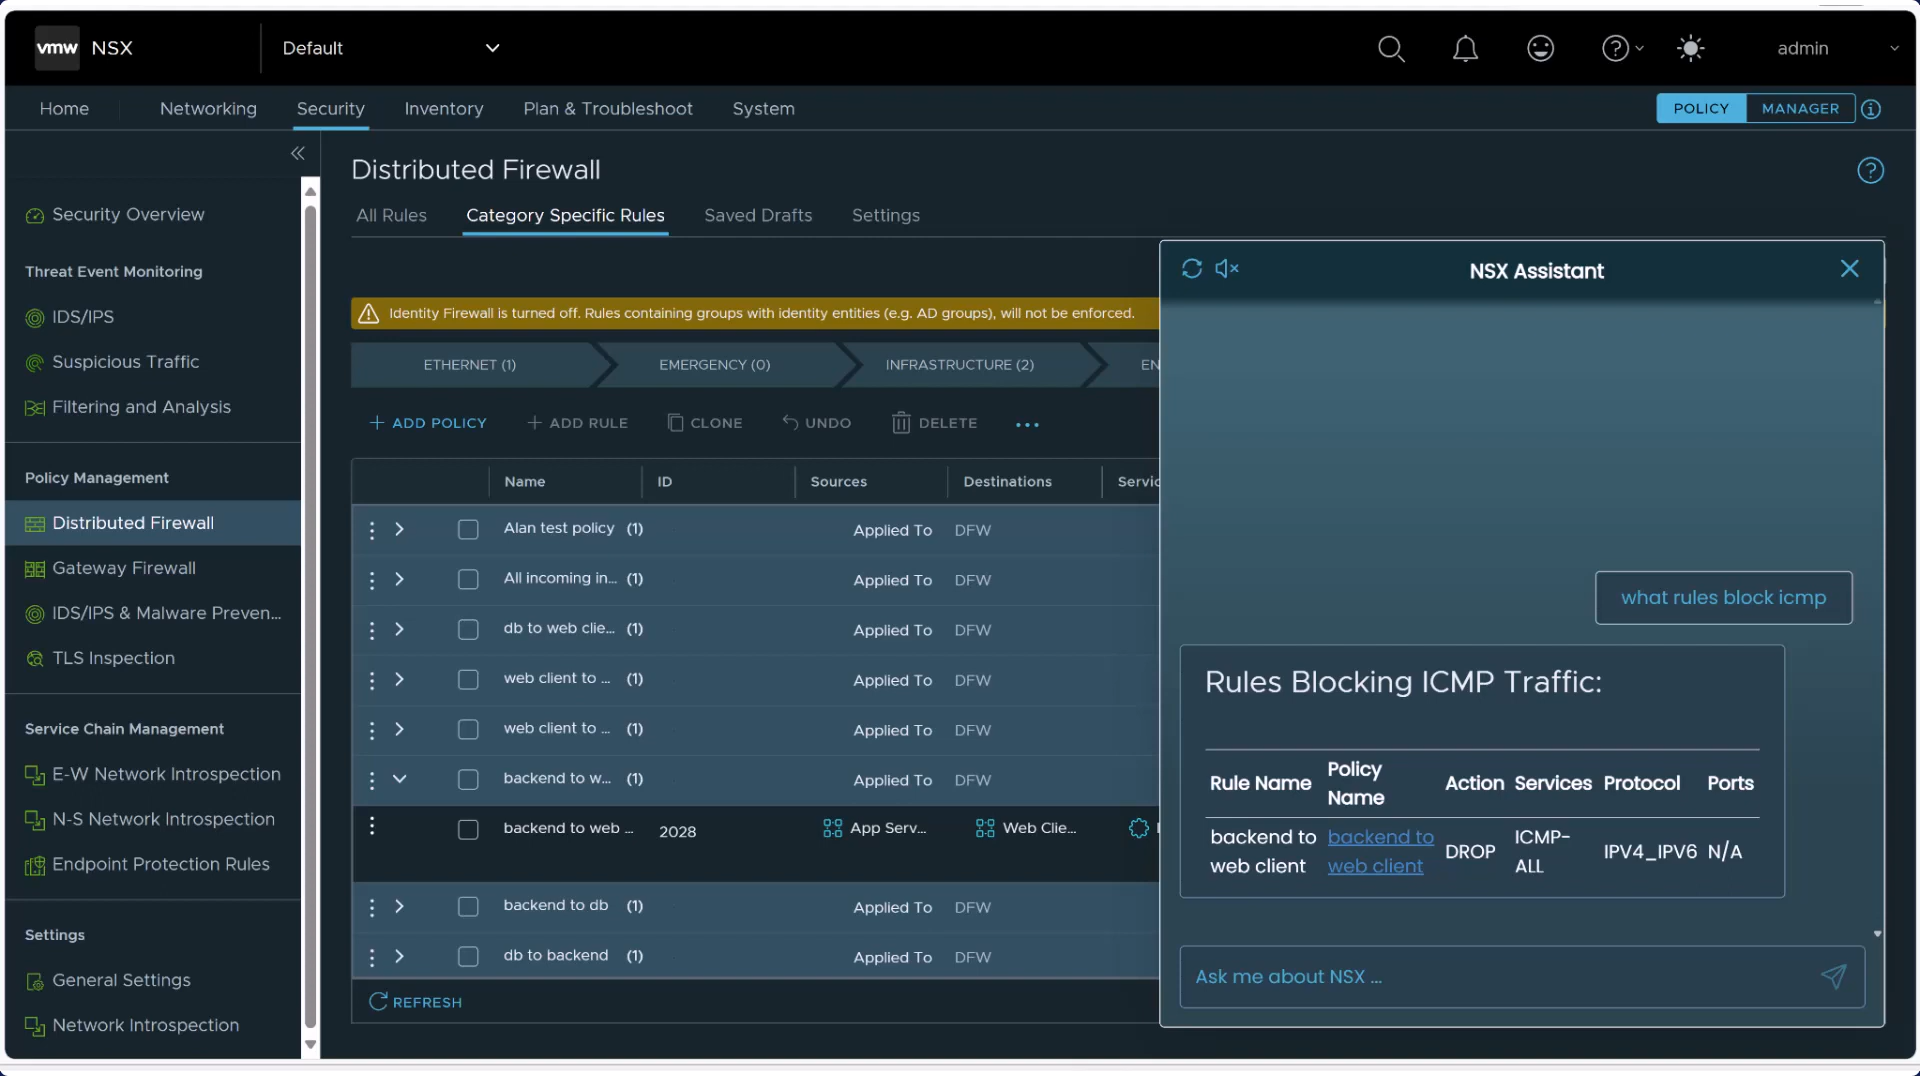 vmw NSX
Default
admin
Home
Networking
Security
Inventory
Plan & Troubleshoot
System
POLICY
MANAGER
Security Overview
Threat Event Monitoring
IDS/IPS
Suspicious Traffic
Filtering and Analysis
Policy Management
Distributed Firewall
Gateway Firewall
IDS/IPS & Malware Preven...
TLS Inspection
Service Chain Management
E-W Network Introspection
N-S Network Introspection
Endpoint Protection Rules
Settings
General Settings
Network Introspection
Distributed Firewall
All Rules
Category Specific Rules
Saved Drafts
Settings
Identity Firewall is turned off. Rules containing groups with identity entities (e.g. AD groups), will not be enforced.
ETHERNET (1)
EMERGENCY (0)
INFRASTRUCTURE (2)
EN
ADD POLICY
ADD RULE
CLONE
UNDO
DELETE
Name ID Sources Destinations Servic
Alan test policy (1) Applied To DFW
All incoming in... (1) Applied To DFW
db to web clie... (1) Applied To DFW
web client to ... (1) Applied To DFW
web client to ... (1) Applied To DFW
backend to w... (1) Applied To DFW
backend to web ... 2028 App Serv... Web Clie...
backend to db (1) Applied To DFW
db to backend (1) Applied To DFW
REFRESH
NSX Assistant
what rules block icmp
Rules Blocking ICMP Traffic:
Rule Name
Policy Name
Action
Services
Protocol
Ports
backend to web client
backend to web client
DROP
ICMP-ALL
IPV4_IPV6
N/A
Ask me about NSX ...